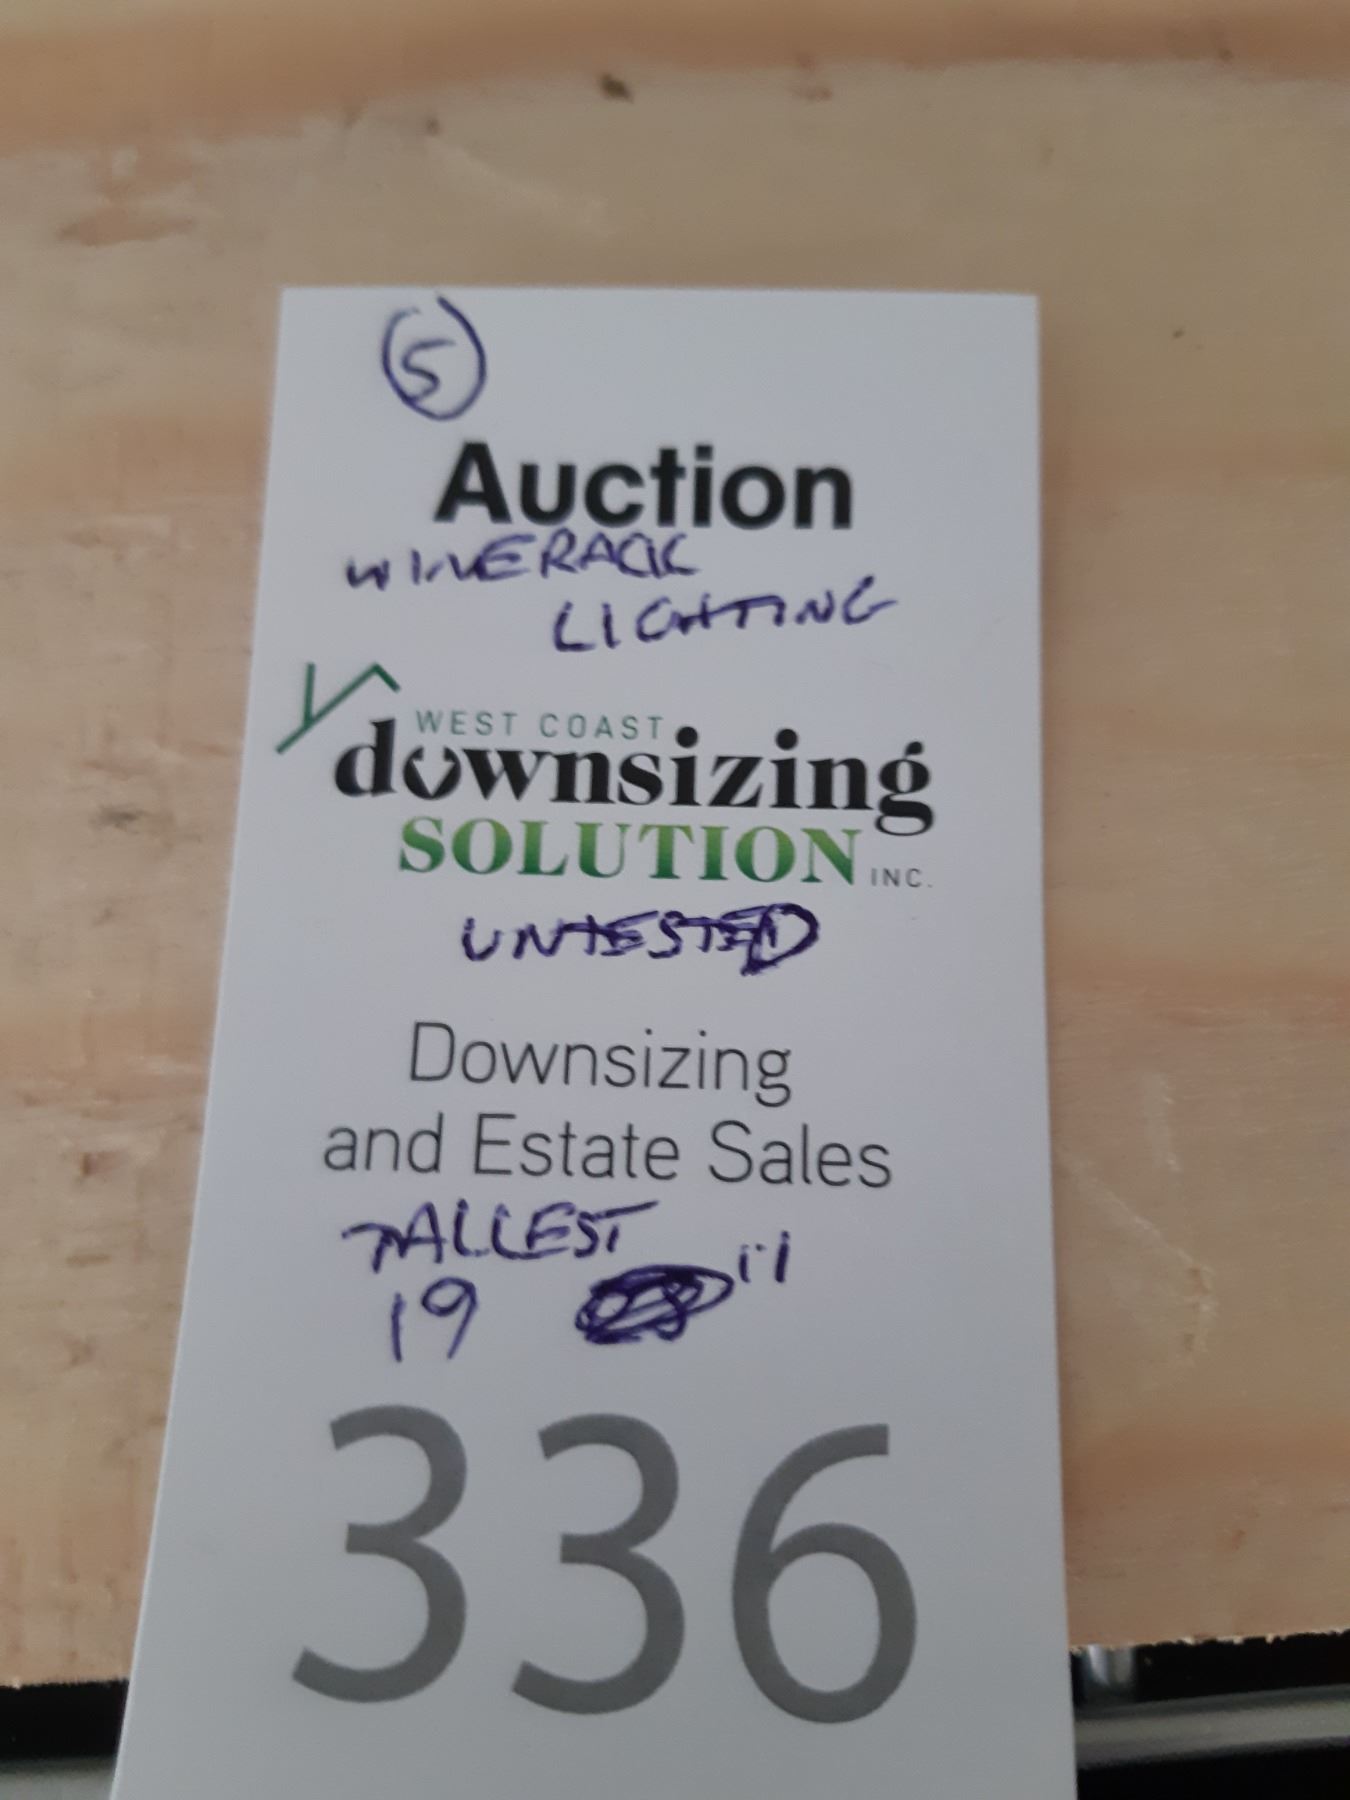 5
Auction
WINERACK
LIGHTING
WEST COAST
downsizing
SOLUTION INC.
UNTESTED
Downsizing
and Estate Sales
TALLEST
19 "
336